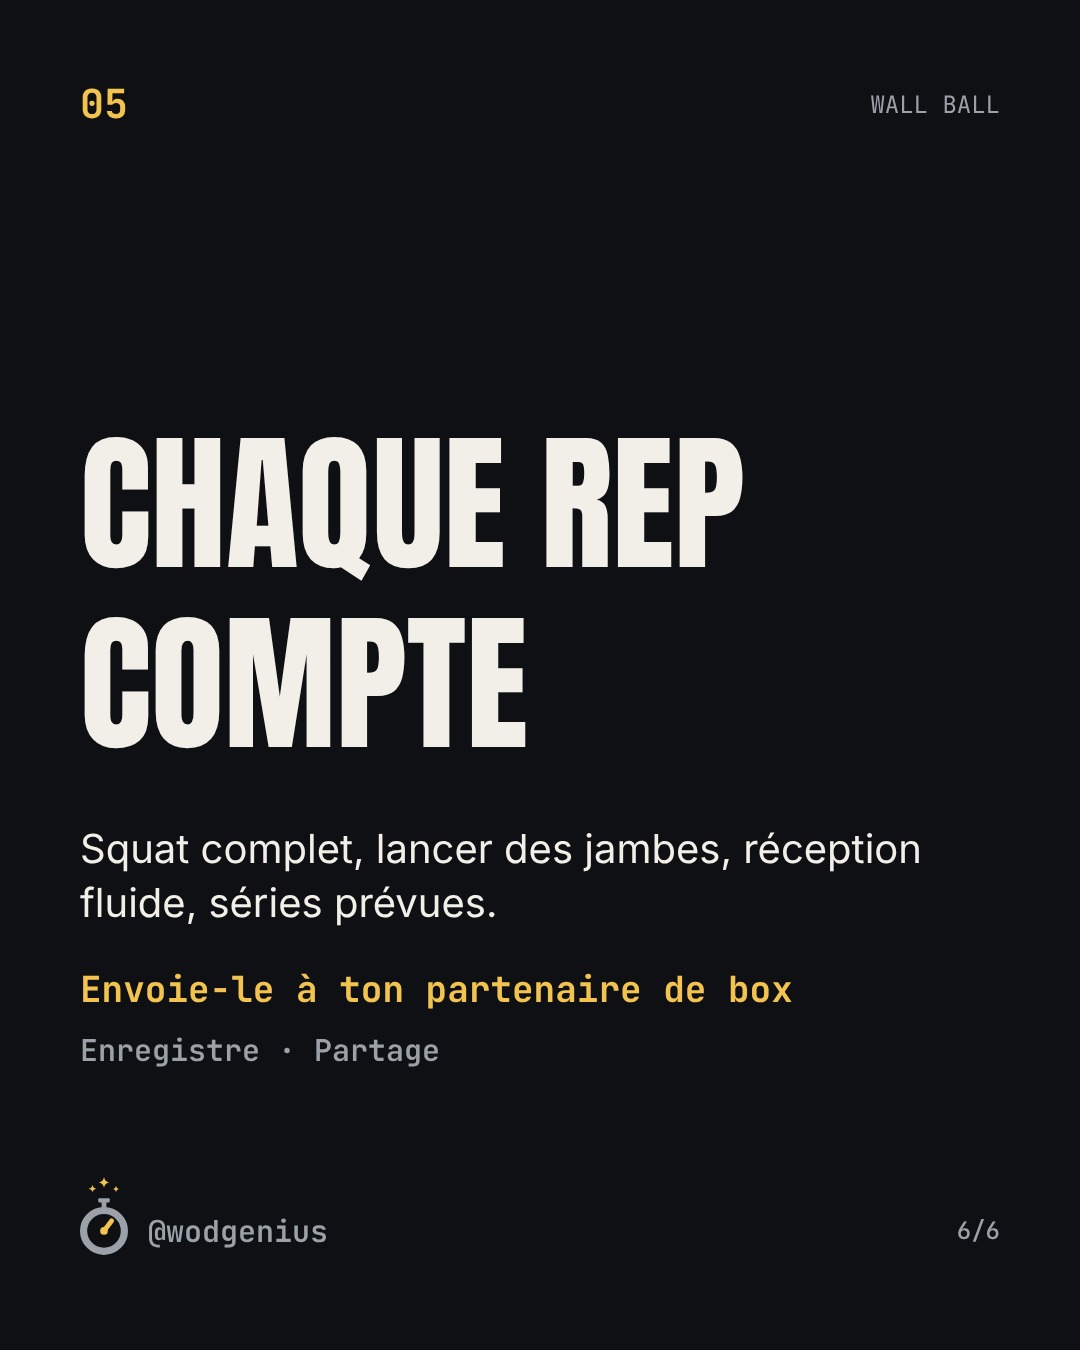 05
WALL BALL
CHAQUE REP
COMPTE
Squat complet, lancer des jambes, réception
fluide, séries prévues.
Envoie-le à ton partenaire de box
Enregistre · Partage
@wodgenius
6/6